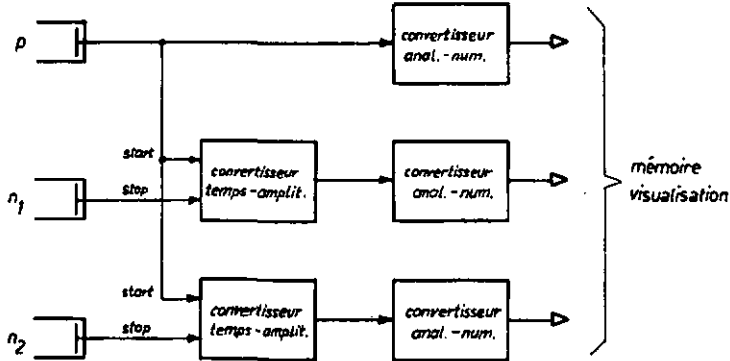 p
convertisseur
anal.-num.
start
n1
stop
convertisseur
temps-amplit.
convertisseur
anal.-num.
mémoire
visualisation
start
n2
stop
convertisseur
temps-amplit.
convertisseur
anal.-num.